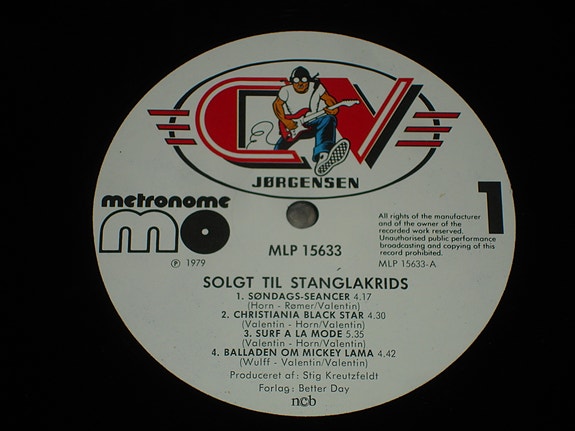 CV
JØRGENSEN
metronome
mo
℗ 1979
MLP 15633
1
All rights of the manufacturer
and of the owner of the
recorded work reserved.
Unauthorised public performance
broadcasting and copying of this
record prohibited.
MLP 15633-A
SOLGT TIL STANGLAKRIDS
1. SØNDAGS-SEANCER 4.17
(Horn - Rømer/Valentin)
2. CHRISTIANIA BLACK STAR 4.30
(Valentin - Horn/Valentin)
3. SURF A LA MODE 5.35
(Valentin - Horn/Valentin)
4. BALLADEN OM MICKEY LAMA 4.42
(Wulff - Valentin/Valentin)
Produceret af: Stig Kreutzfeldt
Forlag: Better Day
ncb